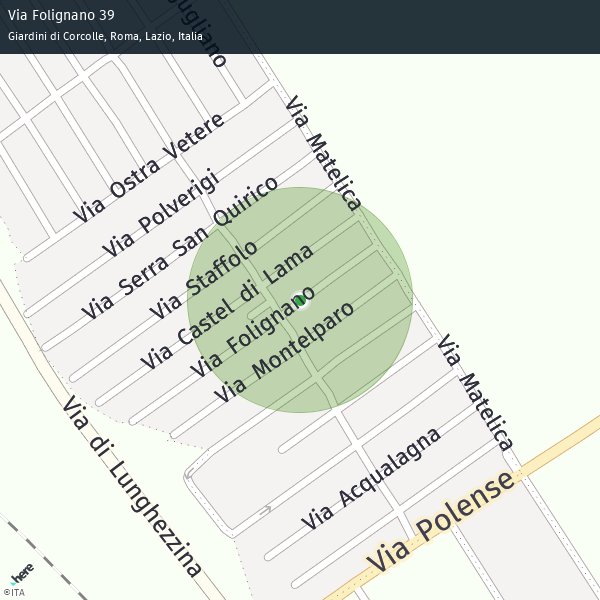 Via Folignano 39
Giardini di Corcolle, Roma, Lazio, Italia
Via Matelica
Via Ostra Vetere
Via Polverigi
Via Serra San Quirico
Via Staffolo
Via Castel di Lama
Via Folignano
Via Montelparo
Via Matelica
Via di Lunghezzina
Via Acqualagna
Via Polense
here
©ITA